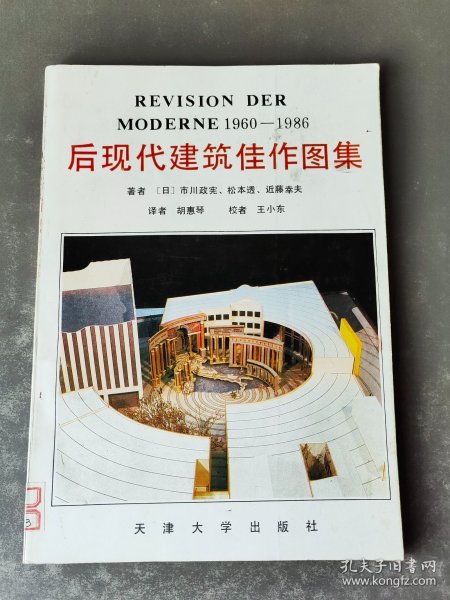 REVISION DER
MODERNE 1960—1986
后现代建筑佳作图集
著者 〔日〕市川政宪、松本透、近藤幸夫
译者 胡惠琴 校者 王小东
3
天津大学出版社
孔夫子旧书网
www.kongfz.com